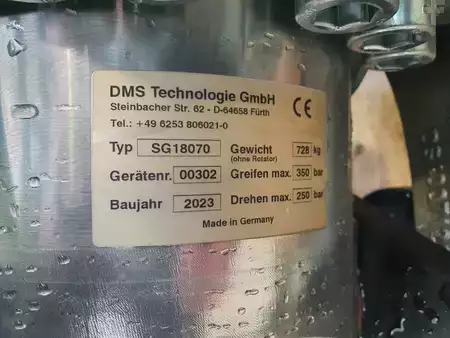 DMS Technologie GmbH
Steinbacher Str. 62 - D-64658 Fürth
Tel.: +49 6253 806021-0
CE
Typ SG18070 Gewicht 728 kg
(ohne Rotator)
Gerätenr. 00302 Greifen max. 350 bar
Baujahr 2023 Drehen max. 250 bar
Made in Germany